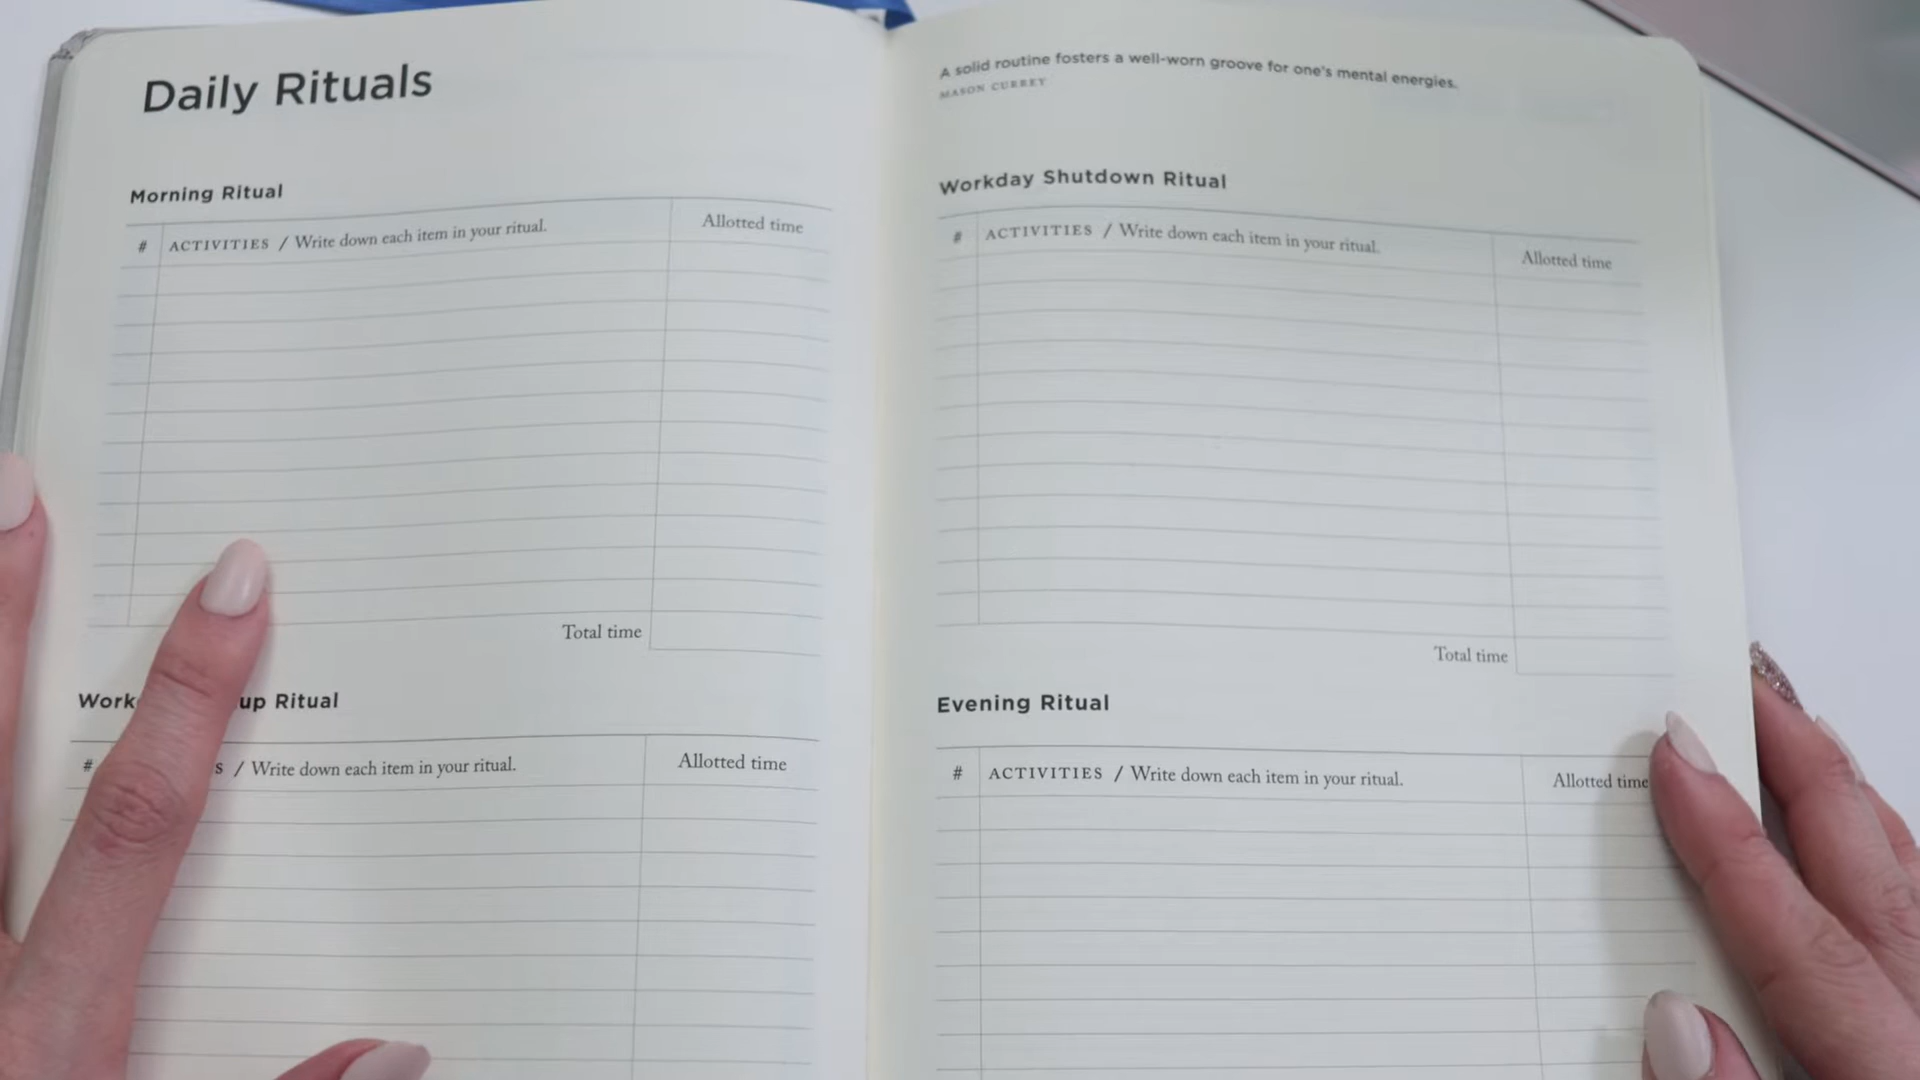 Daily Rituals
Morning Ritual
# ACTIVITIES / Write down each item in your ritual. Allotted time
Total time
Work up Ritual
# S / Write down each item in your ritual. Allotted time
A solid routine fosters a well-worn groove for one's mental energies.
MASON CURREY
Workday Shutdown Ritual
# ACTIVITIES / Write down each item in your ritual. Allotted time
Total time
Evening Ritual
# ACTIVITIES / Write down each item in your ritual. Allotted time